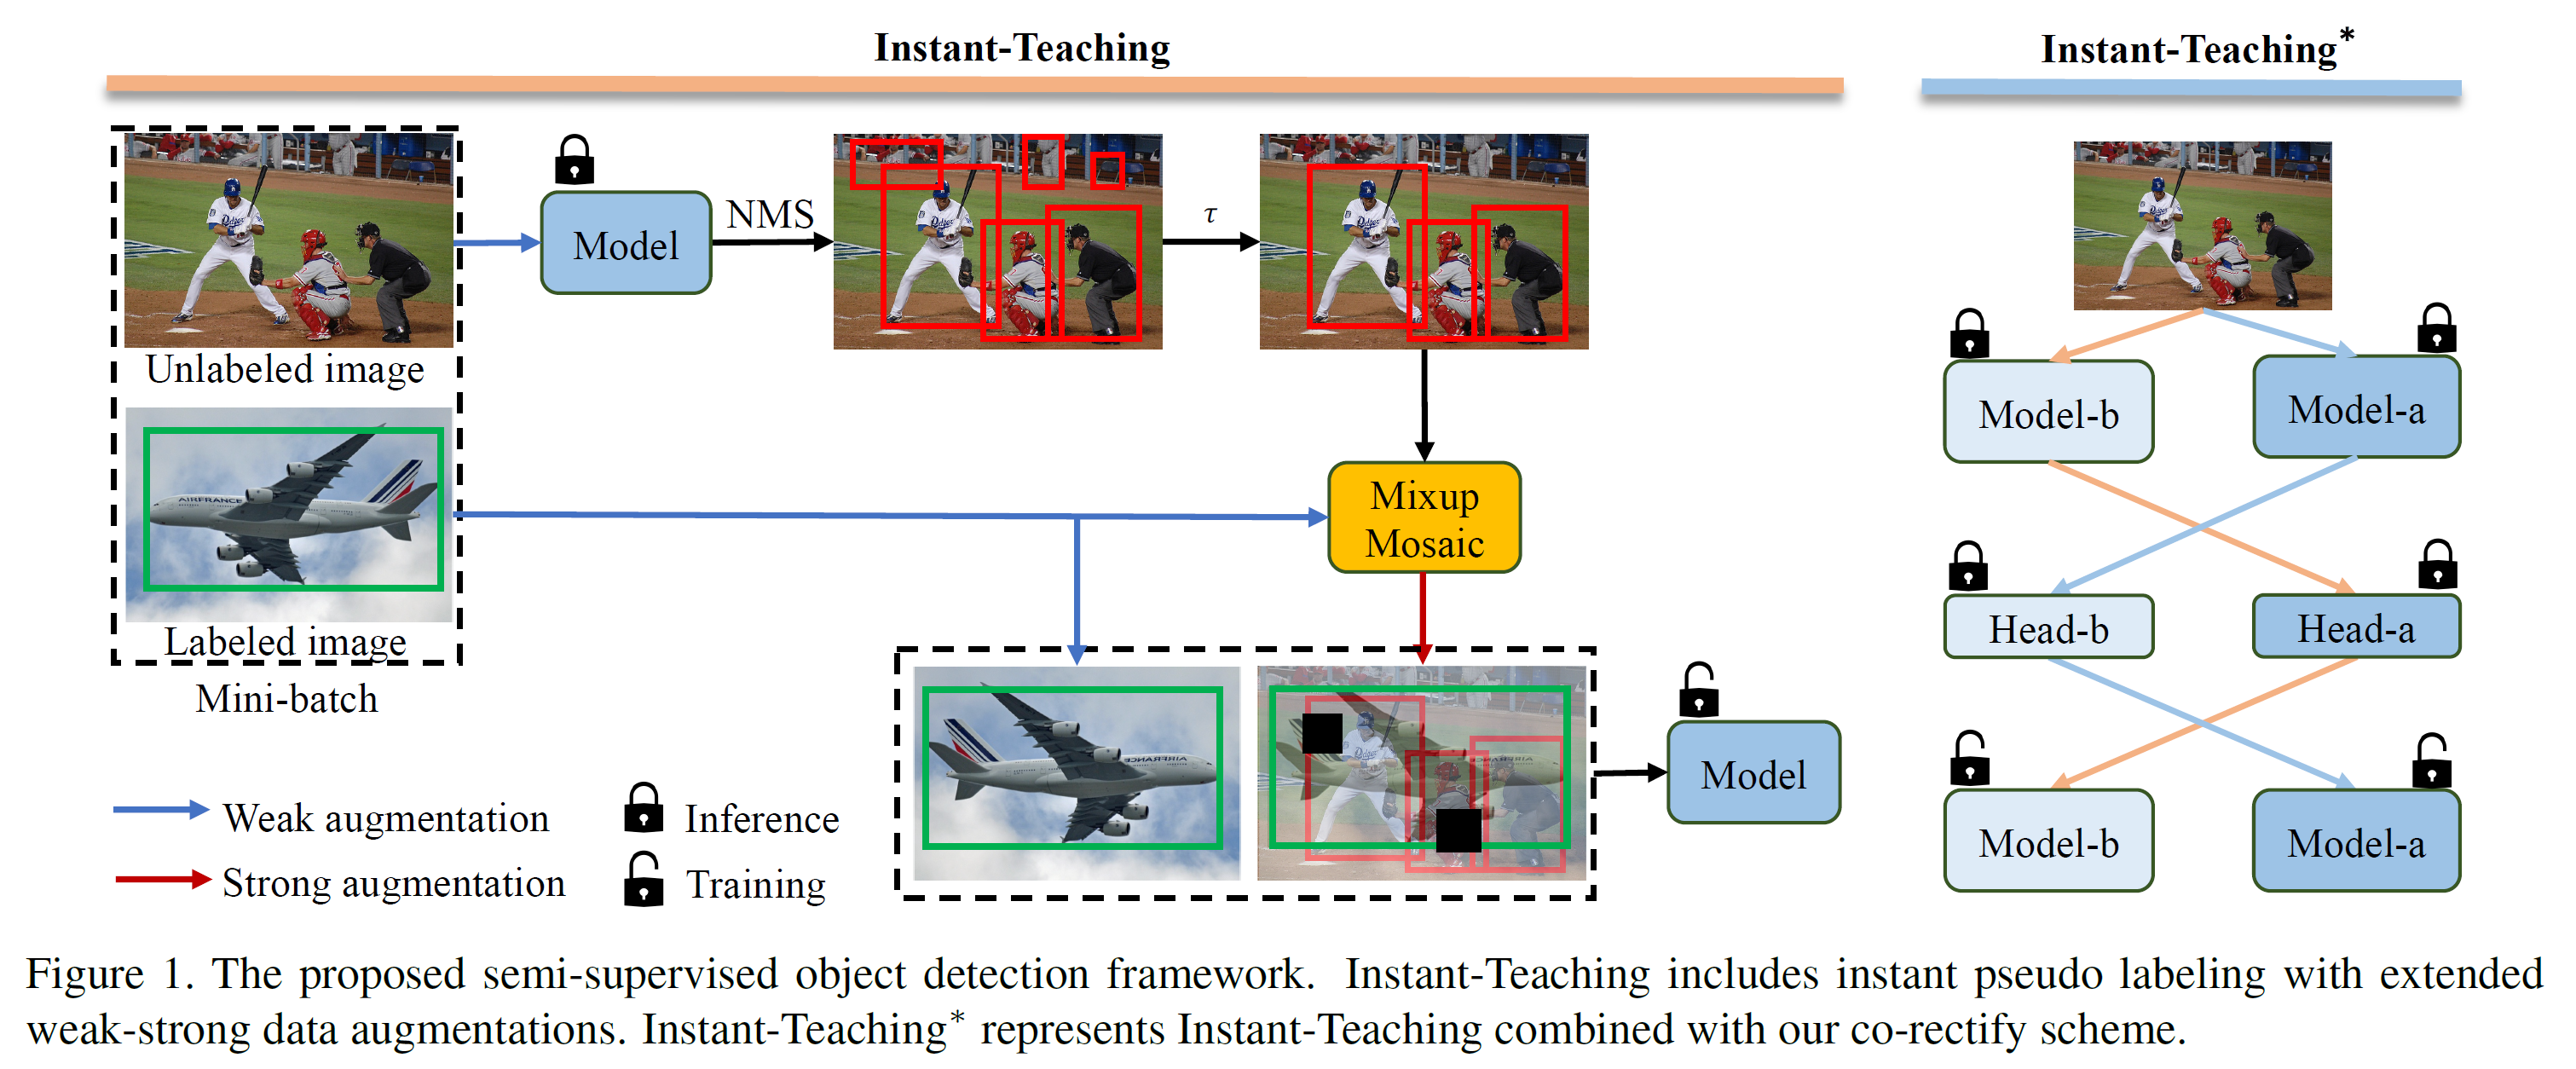 Instant-Teaching
Instant-Teaching*
Unlabeled image
AIRFRANCE
Labeled image
Mini-batch
Model
NMS
τ
Dodgers
Mixup
Mosaic
AIRFRANCE
Model
Weak augmentation
Strong augmentation
Inference
Training
Model-b
Model-a
Head-b
Head-a
Model-b
Model-a
Figure 1. The proposed semi-supervised object detection framework. Instant-Teaching includes instant pseudo labeling with extended
weak-strong data augmentations. Instant-Teaching* represents Instant-Teaching combined with our co-rectify scheme.